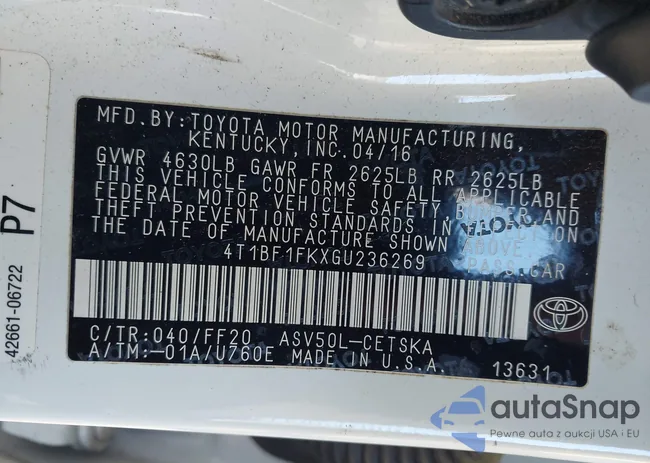 MFD. BY: TOYOTA MOTOR MANUFACTURING,
KENTUCKY, INC. 04/16
GVWR 4630LB GAWR FR 2625LB RR 2625LB
THIS VEHICLE CONFORMS TO ALL APPLICABLE
FEDERAL MOTOR VEHICLE SAFETY, BUMPER, AND
THEFT PREVENTION STANDARDS IN
THE DATE OF MANUFACTURE SHOWN ABOVE.
4T1BF1FKXGU236269 PASS.CAR
C/TR:040/FF20 ASV50L-CETSKA
A/TM:-01A/U760E MADE IN U.S.A.
13631
P7
42661-06722
autaSnap
Pewne auta z aukcji USA i EU